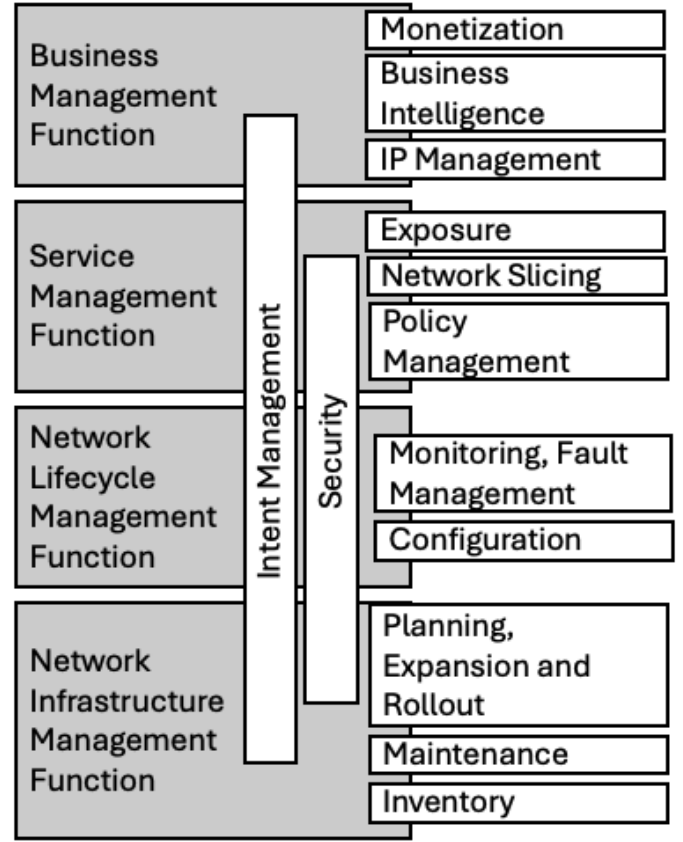 Business
Management
Function
Monetization
Business
Intelligence
IP Management
Service
Management
Function
Exposure
Network Slicing
Policy
Management
Intent Management
Security
Network
Lifecycle
Management
Function
Monitoring, Fault
Management
Configuration
Network
Infrastructure
Management
Function
Planning,
Expansion and
Rollout
Maintenance
Inventory